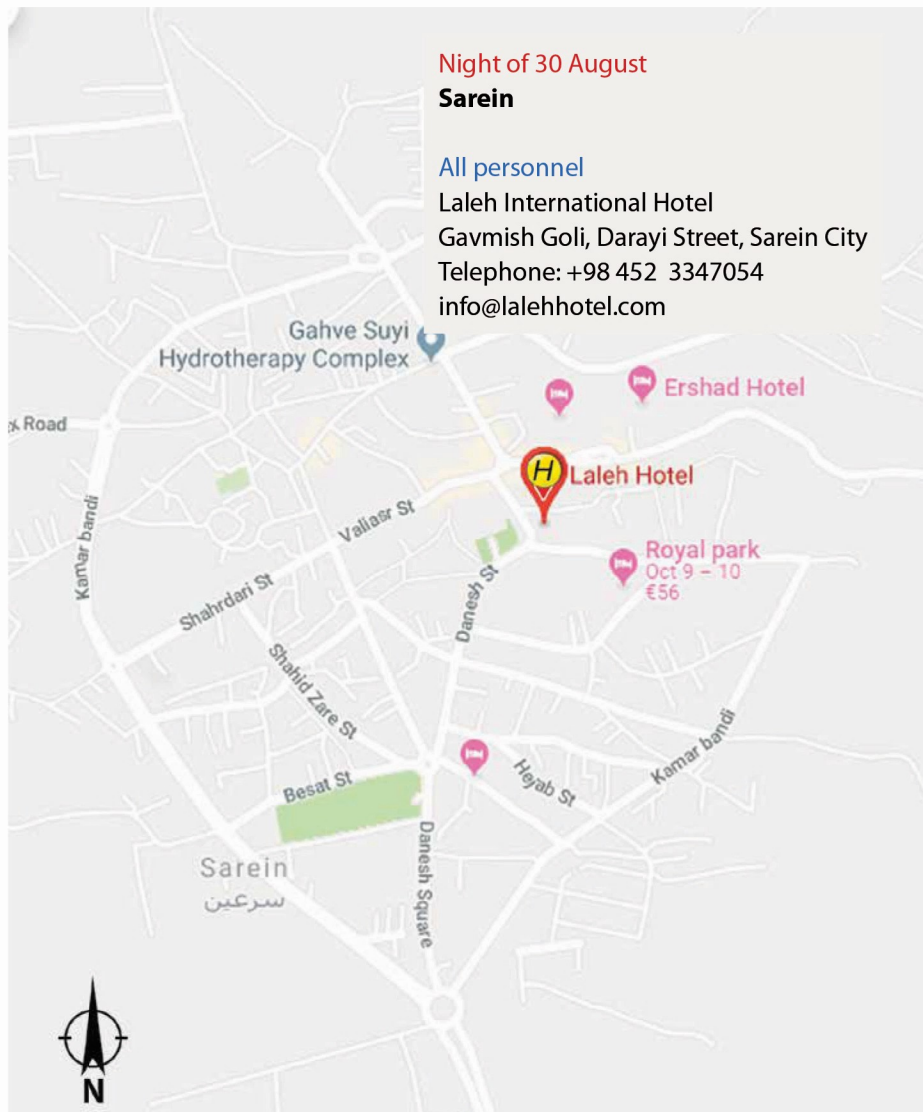 Night of 30 August
Sarein
All personnel
Laleh International Hotel
Gavmish Goli, Darayi Street, Sarein City
Telephone: +98 452 3347054
info@lalehhotel.com
Gahve Suyi
Hydrotherapy Complex
Ershad Hotel
Road
H
Laleh Hotel
Kamar bandi
Valiasr St
Royal park
Oct 9 – 10
€56
Shahrdari St
Danesh St
Shahid Zare St
Kamar bandi
Hejab St
Besat St
Danesh Square
Sarein
سرعین
N